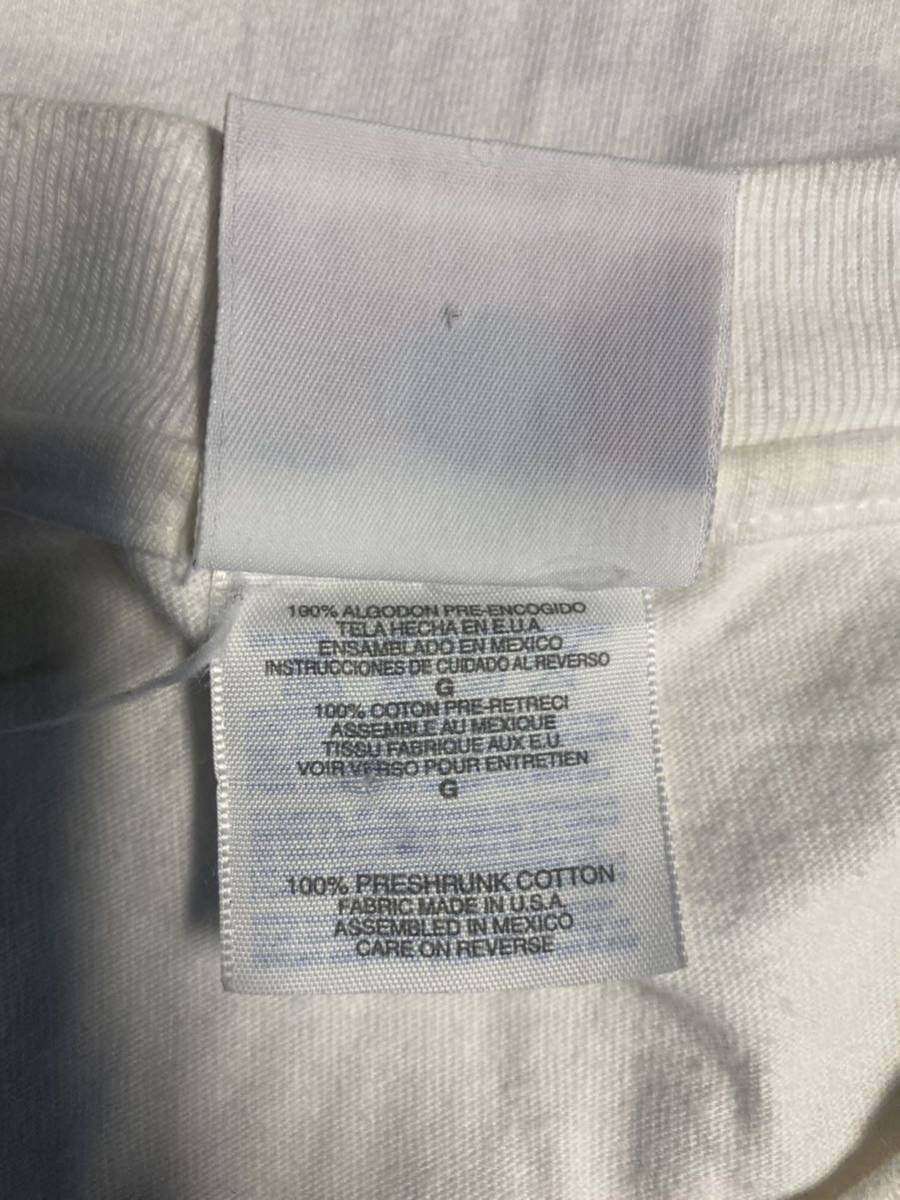 100% ALGODON PRE-ENCOGIDO
TELA HECHA EN E.U.A.
ENSAMBLADO EN MEXICO
INSTRUCCIONES DE CUIDADO AL REVERSO
G
100% COTON PRE-RETRECI
ASSEMBLE AU MEXIQUE
TISSU FABRIQUE AUX E.U.
VOIR VERSO POUR ENTRETIEN
G
100% PRESHRUNK COTTON
FABRIC MADE IN U.S.A.
ASSEMBLED IN MEXICO
CARE ON REVERSE